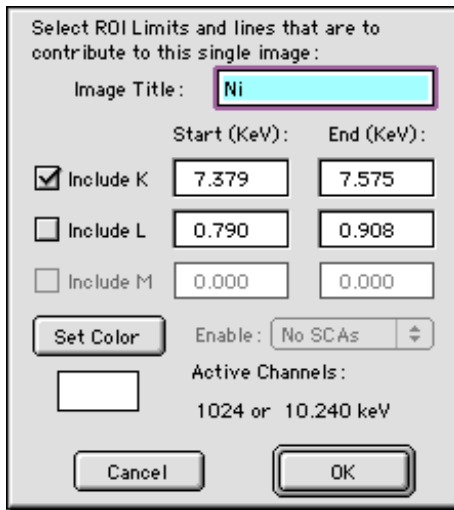 Select ROI Limits and lines that are to
contribute to this single image:
Image Title: Ni
Start (KeV): End (KeV):
Include K 7.379 7.575
Include L 0.790 0.908
Include M 0.000 0.000
Set Color Enable: No SCAs
Active Channels:
1024 or 10.240 keV
Cancel OK